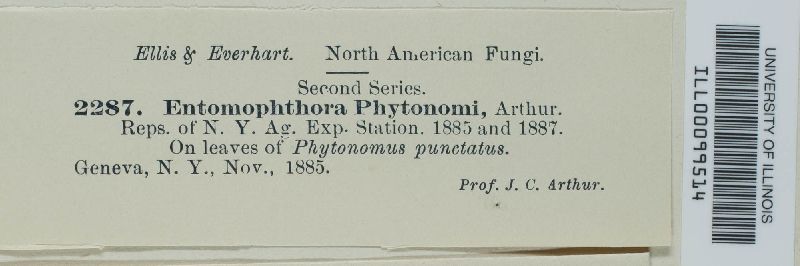 Ellis & Everhart. North American Fungi.
Second Series.
2287. Entomophthora Phytonomi, Arthur.
Reps. of N. Y. Ag. Exp. Station. 1885 and 1887.
On leaves of Phytonomus punctatus.
Geneva, N. Y., Nov., 1885.
Prof. J. C. Arthur.
UNIVERSITY OF ILLINOIS
ILL00099514